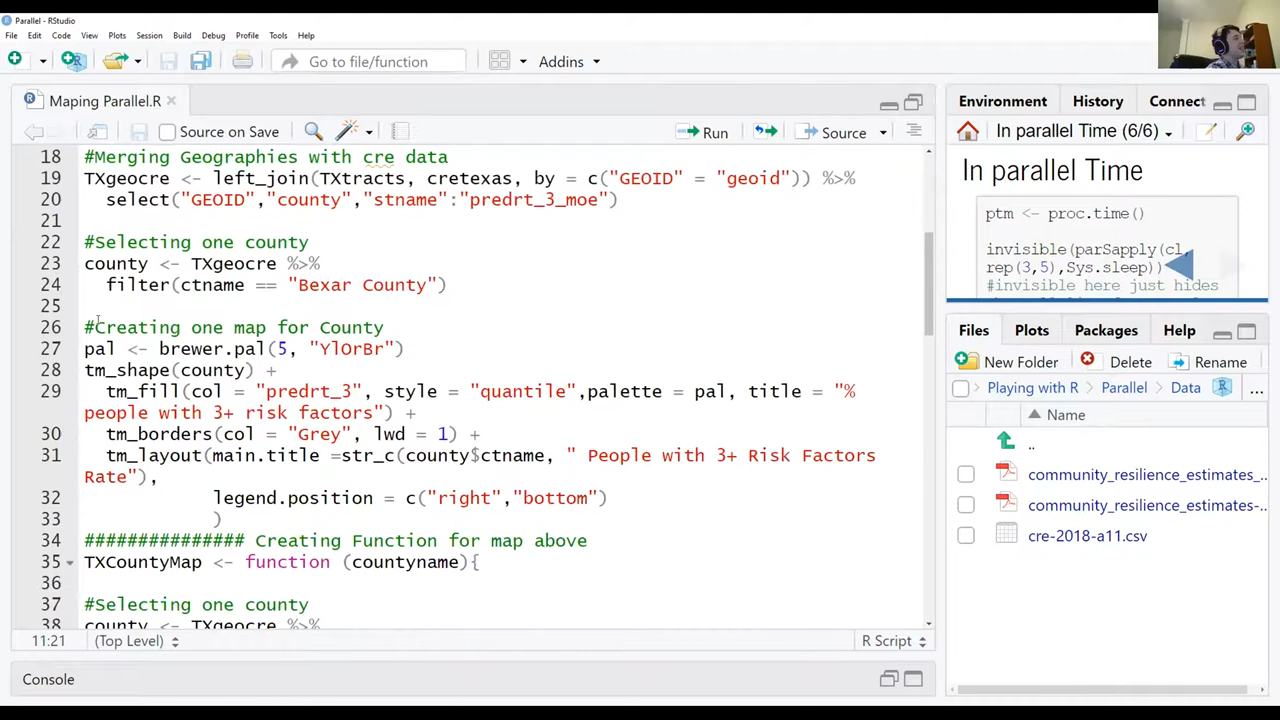 Parallel - RStudio
File Edit Code View Plots Session Build Debug Profile Tools Help
Go to file/function Addins
Maping Parallel.R
Source on Save Run Source
18 #Merging Geographies with cre data
19 TXgeocre <- left_join(TXtracts, cretexas, by = c("GEOID" = "geoid")) %>%
20 select("GEOID","county","stname":"predrt_3_moe")
21
22 #Selecting one county
23 county <- TXgeocre %>%
24 filter(ctname == "Bexar County")
25
26 #Creating one map for County
27 pal <- brewer.pal(5, "YlOrBr")
28 tm_shape(county) +
29 tm_fill(col = "predrt_3", style = "quantile",palette = pal, title = "%
people with 3+ risk factors") +
30 tm_borders(col = "Grey", lwd = 1) +
31 tm_layout(main.title =str_c(county$ctname, " People with 3+ Risk Factors
Rate"),
32 legend.position = c("right","bottom")
33 )
34 ############### Creating Function for map above
35 TXCountyMap <- function (countyname){
36
37 #Selecting one county
38 county <- TXgeocre %>%
11:21 (Top Level) R Script
Console
Environment History Connect
In parallel Time (6/6)
In parallel Time
ptm <- proc.time()
invisible(parSapply(cl,
rep(3,5),Sys.sleep))
#invisible here just hides
Files Plots Packages Help
New Folder Delete Rename
Playing with R Parallel Data ...
Name
..
community_resilience_estimates_...
community_resilience_estimates-...
cre-2018-a11.csv